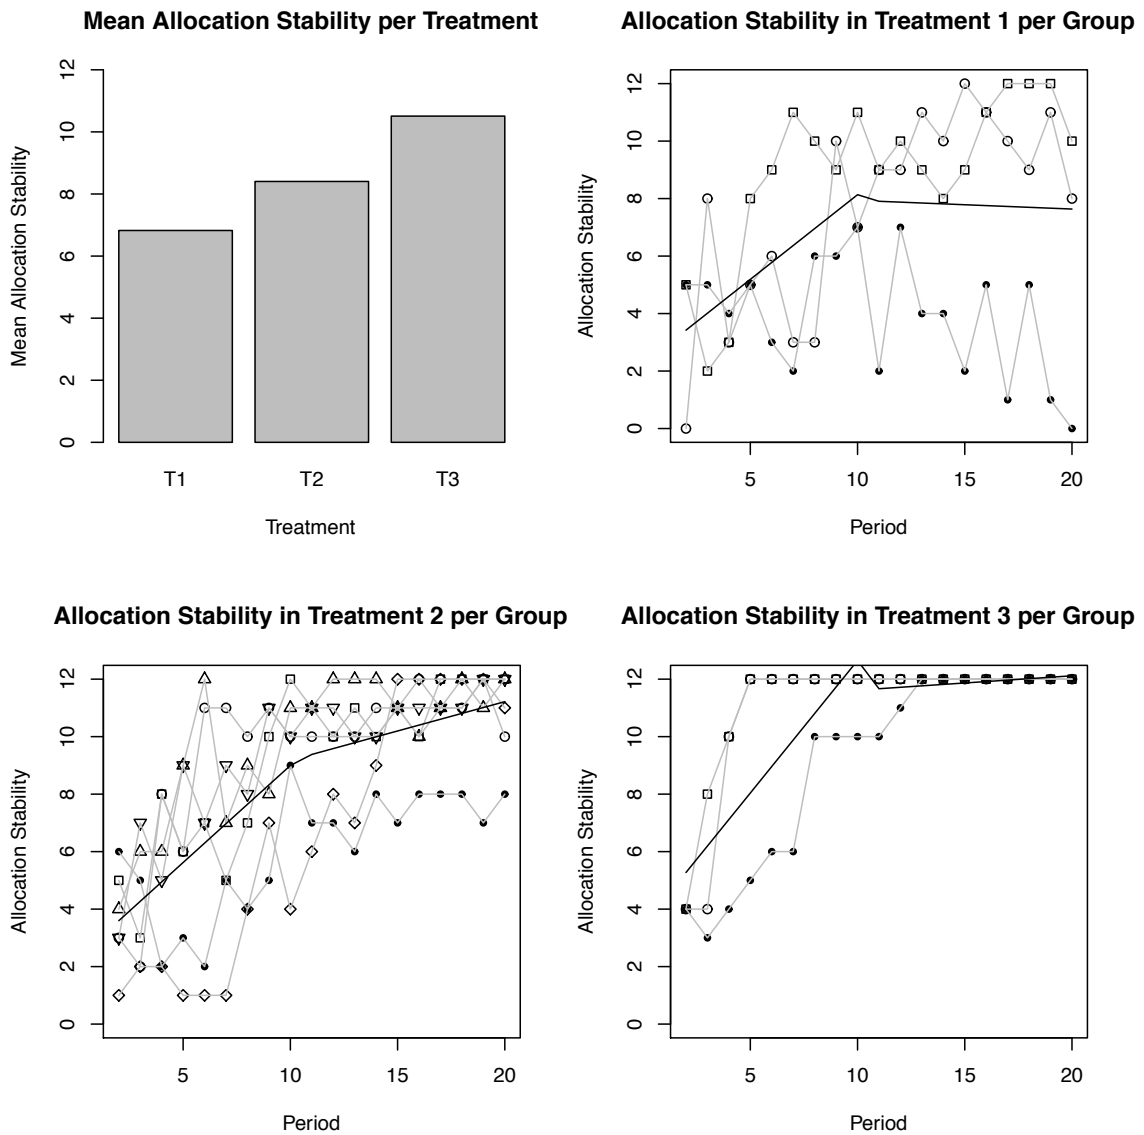 Mean Allocation Stability per Treatment
Mean Allocation Stability
12
10
8
6
4
2
0
T1 T2 T3
Treatment
Allocation Stability in Treatment 1 per Group
Allocation Stability
12
10
8
6
4
2
0
5 10 15 20
Period
Allocation Stability in Treatment 2 per Group
Allocation Stability
12
10
8
6
4
2
0
5 10 15 20
Period
Allocation Stability in Treatment 3 per Group
Allocation Stability
12
10
8
6
4
2
0
5 10 15 20
Period